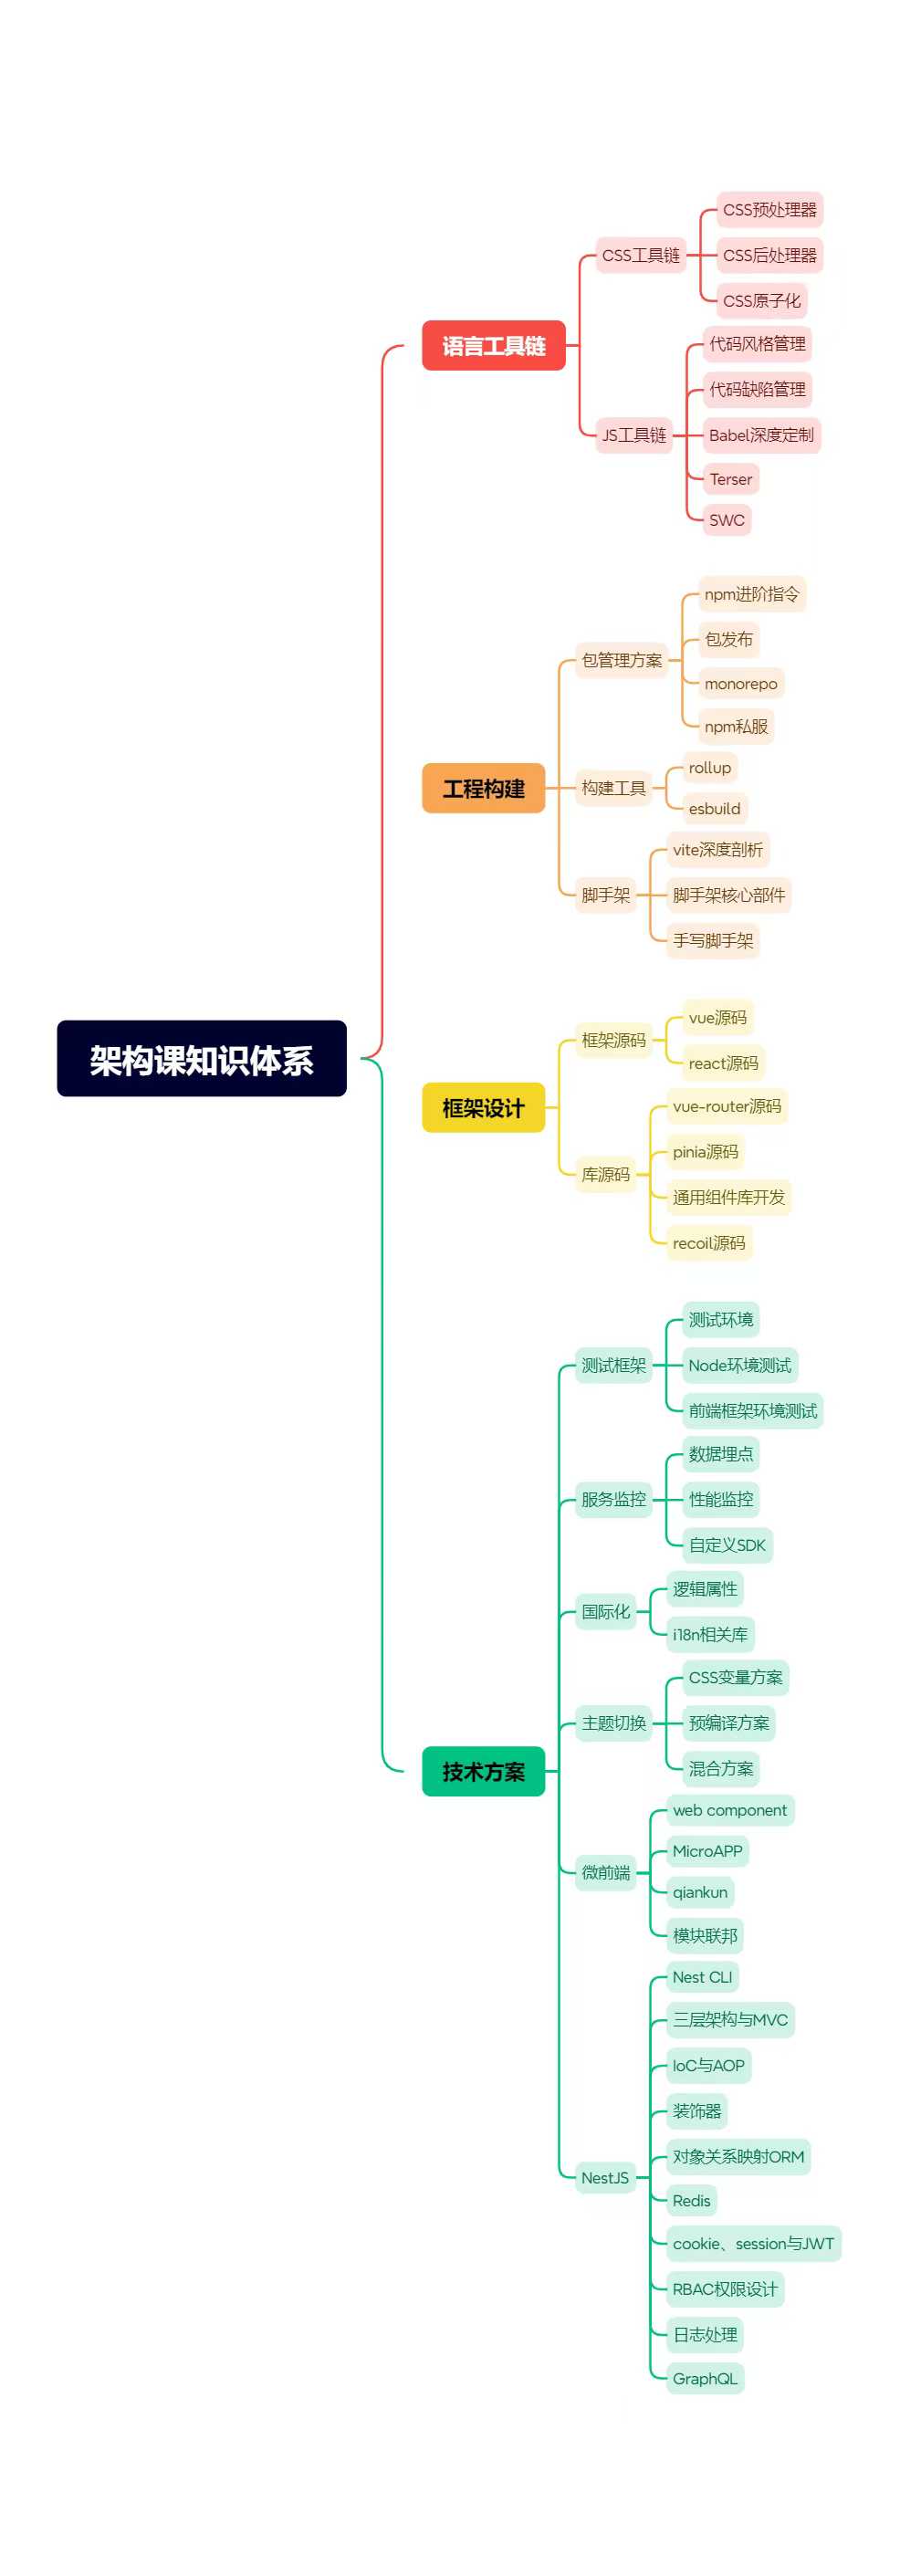 架构课知识体系
语言工具链
CSS工具链
CSS预处理器
CSS后处理器
CSS原子化
JS工具链
代码风格管理
代码缺陷管理
Babel深度定制
Terser
SWC
工程构建
包管理方案
npm进阶指令
包发布
monorepo
npm私服
构建工具
rollup
esbuild
脚手架
vite深度剖析
脚手架核心部件
手写脚手架
框架设计
框架源码
vue源码
react源码
库源码
vue-router源码
pinia源码
通用组件库开发
recoil源码
技术方案
测试框架
测试环境
Node环境测试
前端框架环境测试
服务监控
数据埋点
性能监控
自定义SDK
国际化
逻辑属性
i18n相关库
主题切换
CSS变量方案
预编译方案
混合方案
微前端
web component
MicroAPP
qiankun
模块联邦
NestJS
Nest CLI
三层架构与MVC
IoC与AOP
装饰器
对象关系映射ORM
Redis
cookie、session与JWT
RBAC权限设计
日志处理
GraphQL